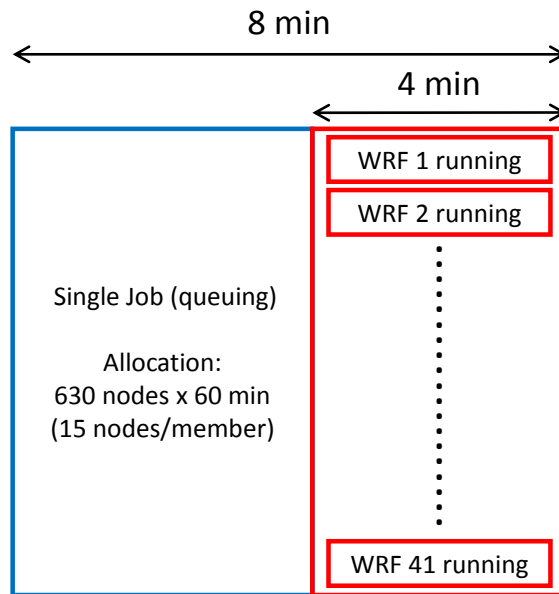 8 min
4 min
WRF 1 running
WRF 2 running
Single Job (queuing)
Allocation:
630 nodes x 60 min
(15 nodes/member)
WRF 41 running